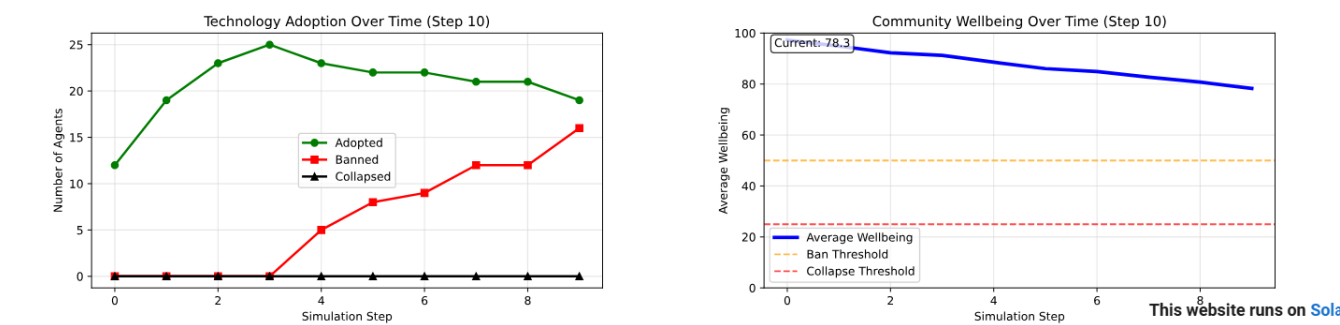 Technology Adoption Over Time (Step 10)
25
20
15
10
5
0
Number of Agents
Adopted
Banned
Collapsed
0 2 4 6 8
Simulation Step
Community Wellbeing Over Time (Step 10)
100
80
60
40
20
0
Average Wellbeing
Current: 78.3
Average Wellbeing
Ban Threshold
Collapse Threshold
0 2 4 6 8
Simulation Step
This website runs on Sola